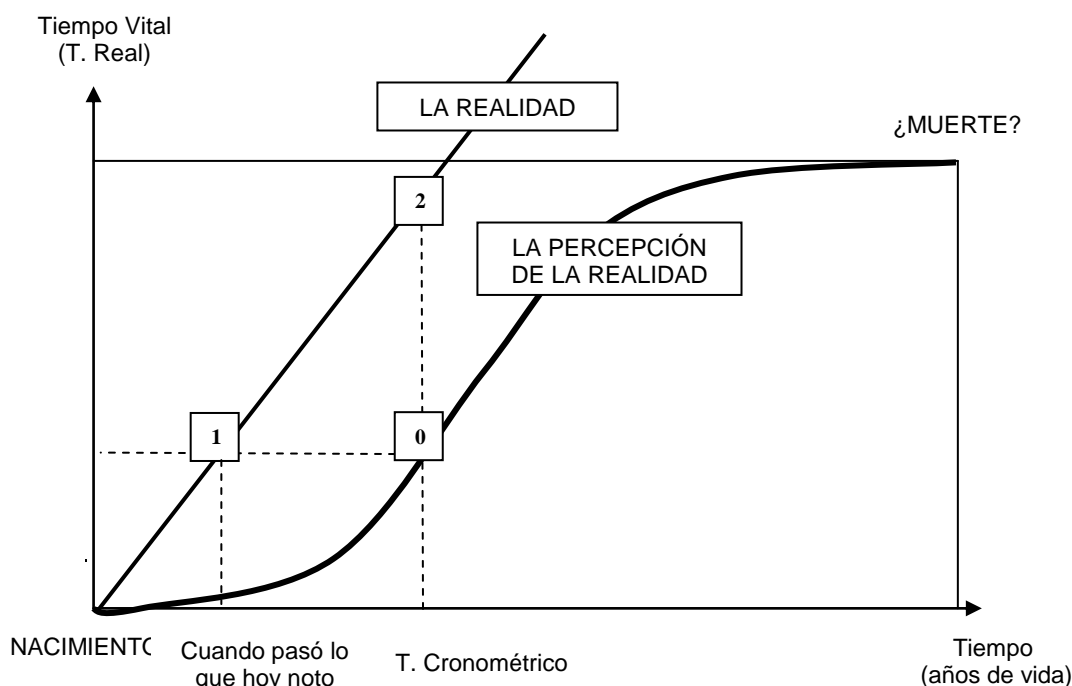 Tiempo Vital
(T. Real)
LA REALIDAD
¿MUERTE?
2
LA PERCEPCIÓN
DE LA REALIDAD
1
0
NACIMIENTO
Cuando pasó lo
que hoy noto
T. Cronométrico
Tiempo
(años de vida)